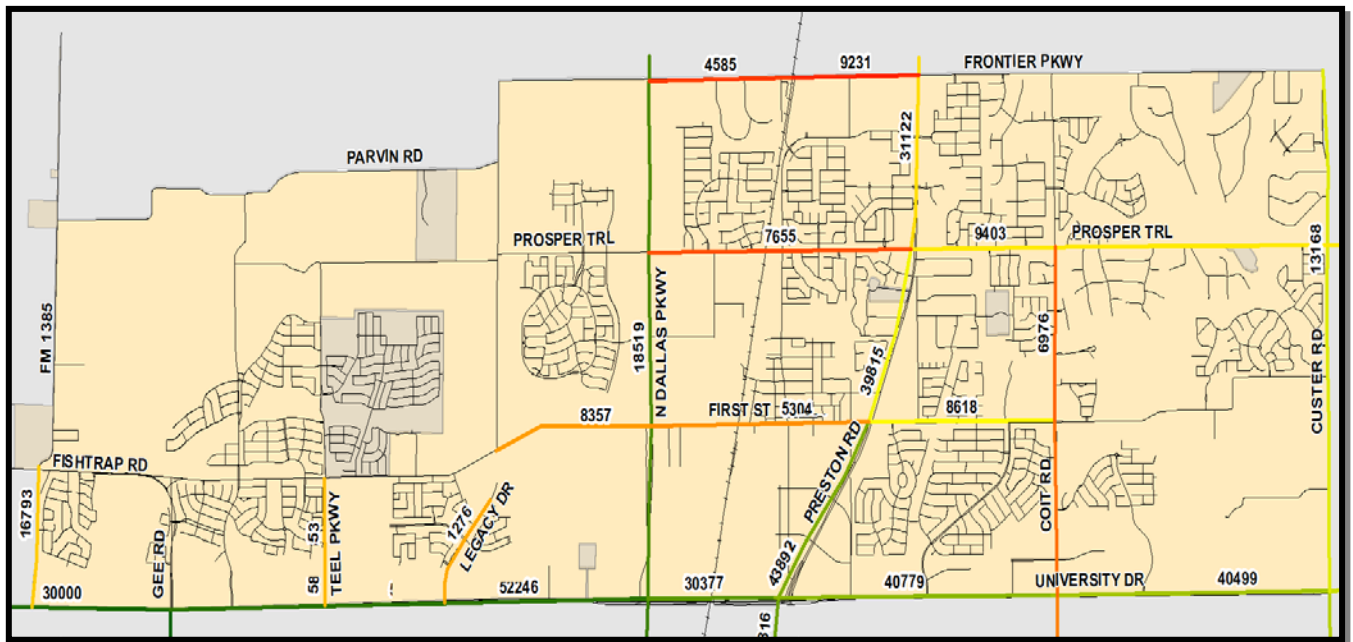 4585
9231
FRONTIER PKWY
31122
PARVIN RD
PROSPER TRL
7655
9403
PROSPER TRL
13168
FM 1385
18519
N DALLAS PKWY
6976
39815
CUSTER RD
8357
FIRST ST
5304
8618
FISHTRAP RD
PRESTON RD
COIT RD
16793
GEE RD
53
58
TEEL PKWY
1276
LEGACY DR
43892
30000
52246
30377
40779
UNIVERSITY DR
40499